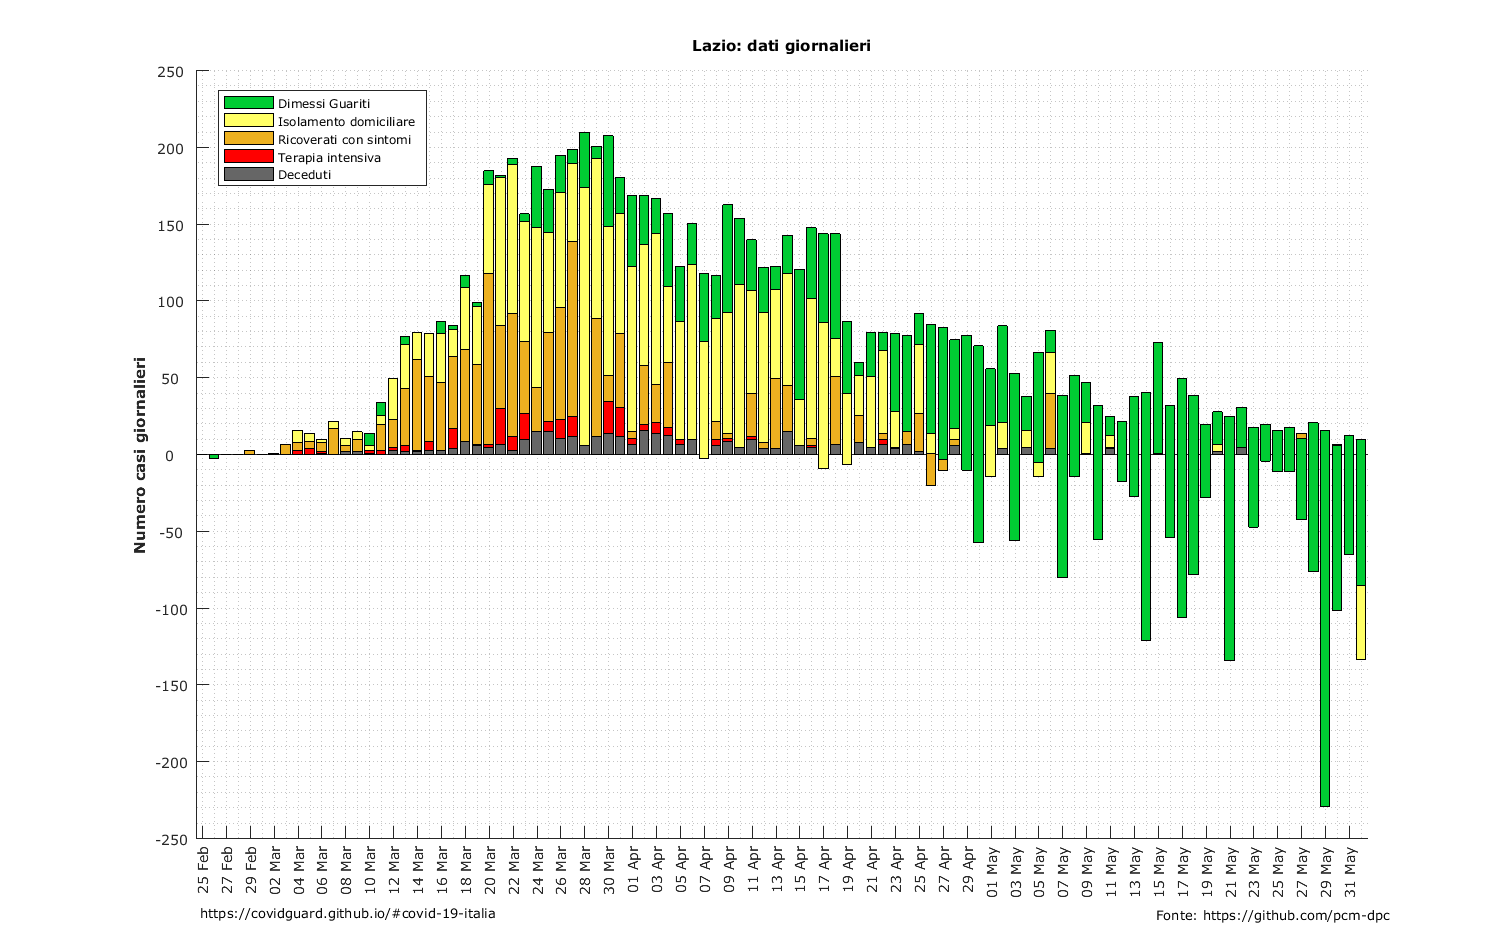 Lazio: dati giornalieri
250
200
150
100
50
0
-50
-100
-150
-200
-250
Numero casi giornalieri
Dimessi Guariti
Isolamento domiciliare
Ricoverati con sintomi
Terapia intensiva
Deceduti
25 Feb
27 Feb
29 Feb
02 Mar
04 Mar
06 Mar
08 Mar
10 Mar
12 Mar
14 Mar
16 Mar
18 Mar
20 Mar
22 Mar
24 Mar
26 Mar
28 Mar
30 Mar
01 Apr
03 Apr
05 Apr
07 Apr
09 Apr
11 Apr
13 Apr
15 Apr
17 Apr
19 Apr
21 Apr
23 Apr
25 Apr
27 Apr
29 Apr
01 May
03 May
05 May
07 May
09 May
11 May
13 May
15 May
17 May
19 May
21 May
23 May
25 May
27 May
29 May
31 May
https://covidguard.github.io/#covid-19-italia
Fonte: https://github.com/pcm-dpc